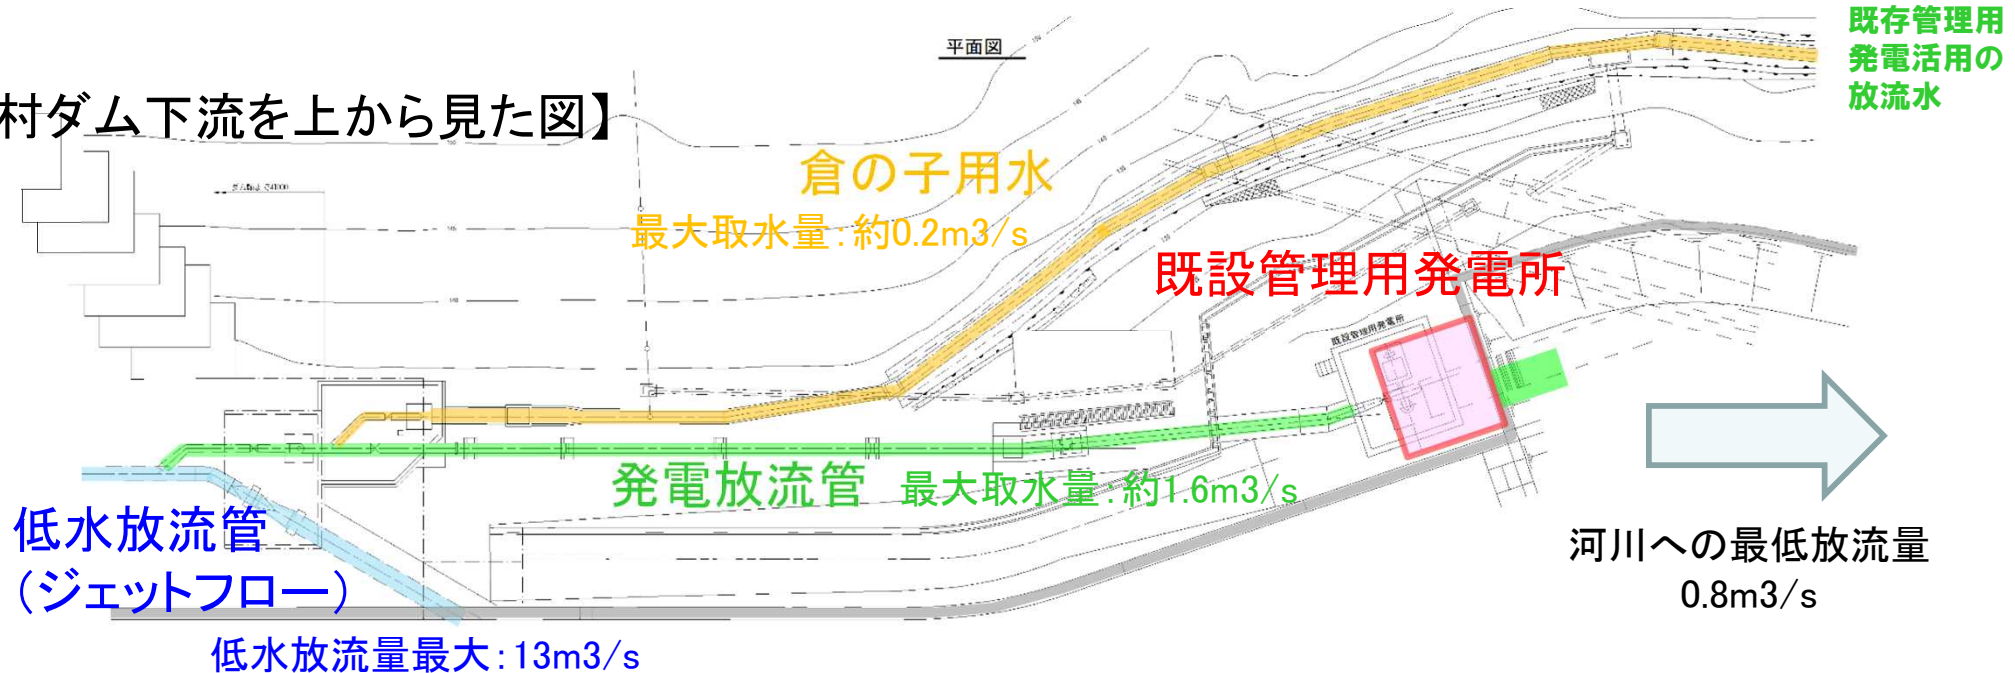 平面図
既存管理用
発電活用の
放流水
村ダム下流を上から見た図】
倉の子用水
最大取水量：約0.2m3/s
既設管理用発電所
既設管理用発電所
発電放流管 最大取水量：約1.6m3/s
低水放流管
（ジェットフロー）
低水放流量最大：13m3/s
河川への最低放流量
0.8m3/s